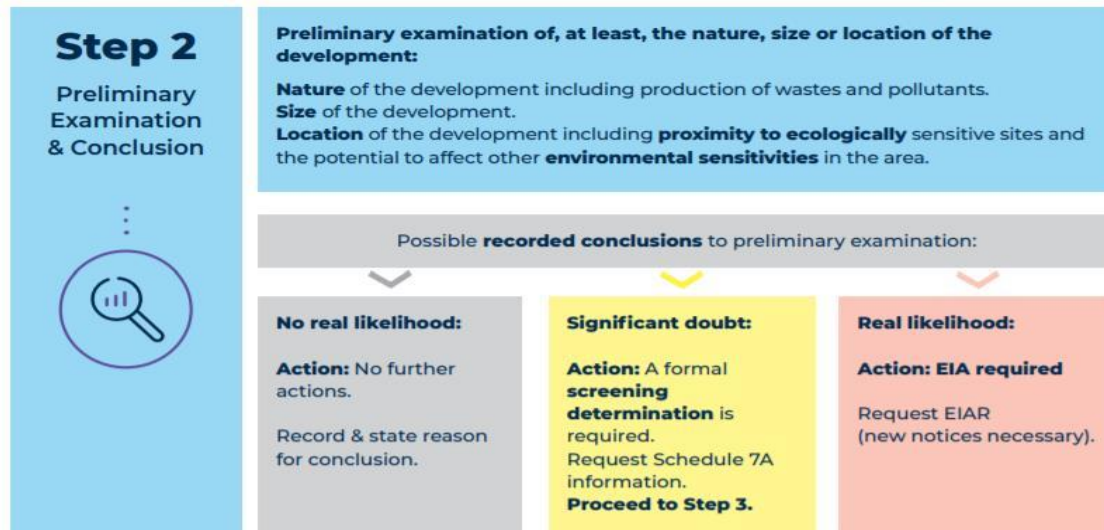 Step 2
Preliminary
Examination
& Conclusion
Preliminary examination of, at least, the nature, size or location of the
development:
Nature of the development including production of wastes and pollutants.
Size of the development.
Location of the development including proximity to ecologically sensitive sites and
the potential to affect other environmental sensitivities in the area.
Possible recorded conclusions to preliminary examination:
No real likelihood:
Action: No further
actions.
Record & state reason
for conclusion.
Significant doubt:
Action: A formal
screening
determination is
required.
Request Schedule 7A
information.
Proceed to Step 3.
Real likelihood:
Action: EIA required
Request EIAR
(new notices necessary).